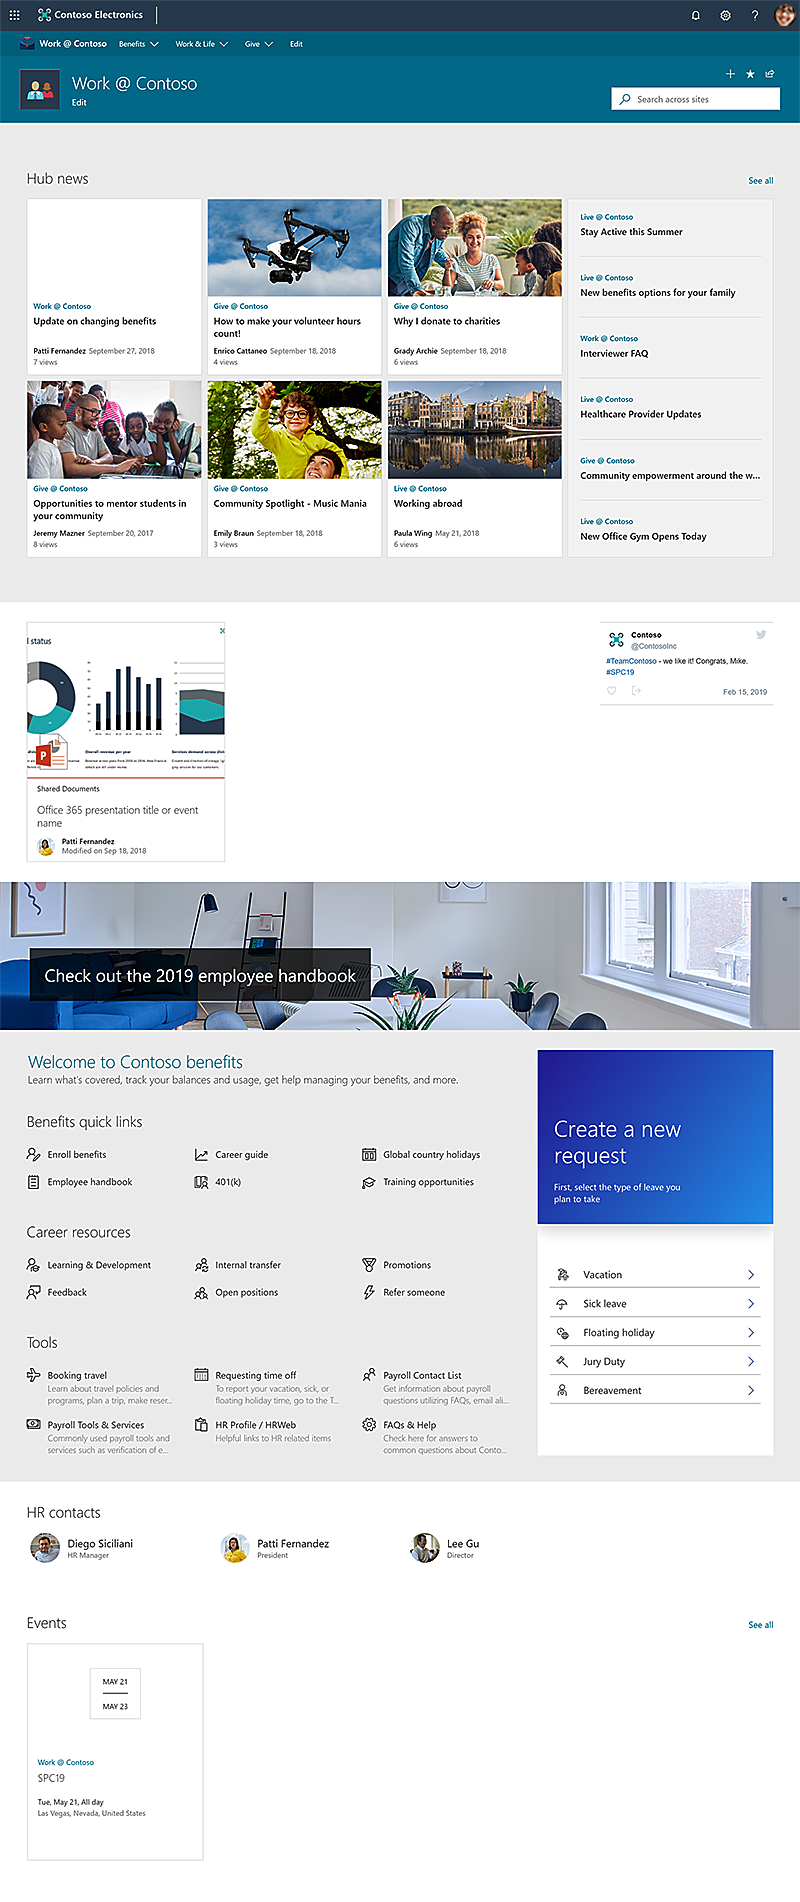 Contoso Electronics
?
Work @ Contoso
Benefits
Work & Life
Give
Edit
Work @ Contoso
Edit
Search across sites
Hub news
See all
Work @ Contoso
Update on changing benefits
Patti Fernandez September 27, 2018
7 views
Give @ Contoso
How to make your volunteer hours
count!
Enrico Cattaneo September 18, 2018
4 views
Give @ Contoso
Why I donate to charities
Grady Archie September 18, 2018
6 views
Give @ Contoso
Opportunities to mentor students in
your community
Jeremy Mazner September 20, 2017
8 views
Give @ Contoso
Community Spotlight - Music Mania
Emily Braun September 18, 2018
3 views
Live @ Contoso
Working abroad
Paula Wing May 21, 2018
6 views
Live @ Contoso
Stay Active this Summer
Live @ Contoso
New benefits options for your family
Work @ Contoso
Interviewer FAQ
Live @ Contoso
Healthcare Provider Updates
Give @ Contoso
Community empowerment around the w...
Live @ Contoso
New Office Gym Opens Today
l status
Overall revenue per year
Services demand across divis
P
Shared Documents
Office 365 presentation title or event
name
Patti Fernandez
Modified on Sep 18, 2018
Contoso
@ContosoInc
#TeamContoso - we like it! Congrats, Mike.
#SPC19
Feb 15, 2019
Check out the 2019 employee handbook
Welcome to Contoso benefits
Learn what's covered, track your balances and usage, get help managing your benefits, and more.
Benefits quick links
Enroll benefits
Career guide
Global country holidays
Employee handbook
401(k)
Training opportunities
Career resources
Learning & Development
Internal transfer
Promotions
Feedback
Open positions
Refer someone
Tools
Booking travel
Learn about travel policies and
programs, plan a trip, make reser...
Requesting time off
To report your vacation, sick, or
floating holiday time, go to the T...
Payroll Contact List
Get information about payroll
questions utilizing FAQs, email ali...
Payroll Tools & Services
Commonly used payroll tools and
services such as verification of e...
HR Profile / HRWeb
Helpful links to HR related items
FAQs & Help
Check here for answers to
common questions about Conto...
Create a new
request
First, select the type of leave you
plan to take
Vacation
Sick leave
Floating holiday
Jury Duty
Bereavement
HR contacts
Diego Siciliani
HR Manager
Patti Fernandez
President
Lee Gu
Director
Events
See all
MAY 21
MAY 23
Work @ Contoso
SPC19
Tue, May 21, All day
Las Vegas, Nevada, United States